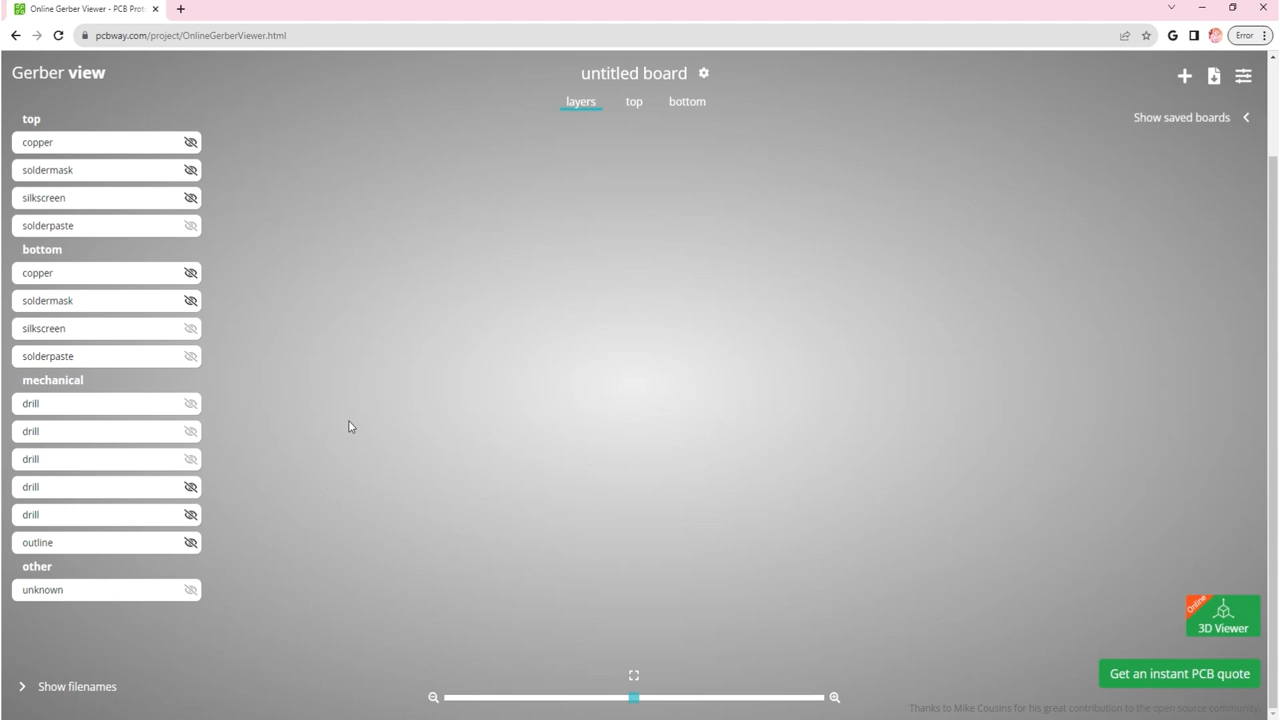 Online Gerber Viewer - PCB Prot
pcbway.com/project/OnlineGerberViewer.html
Error
Gerber view
untitled board
layers top bottom
Show saved boards
top
copper
soldermask
silkscreen
solderpaste
bottom
copper
soldermask
silkscreen
solderpaste
mechanical
drill
drill
drill
drill
drill
outline
other
unknown
Online
3D Viewer
Get an instant PCB quote
Show filenames
Thanks to Mike Cousins for his great contribution to the open source community.